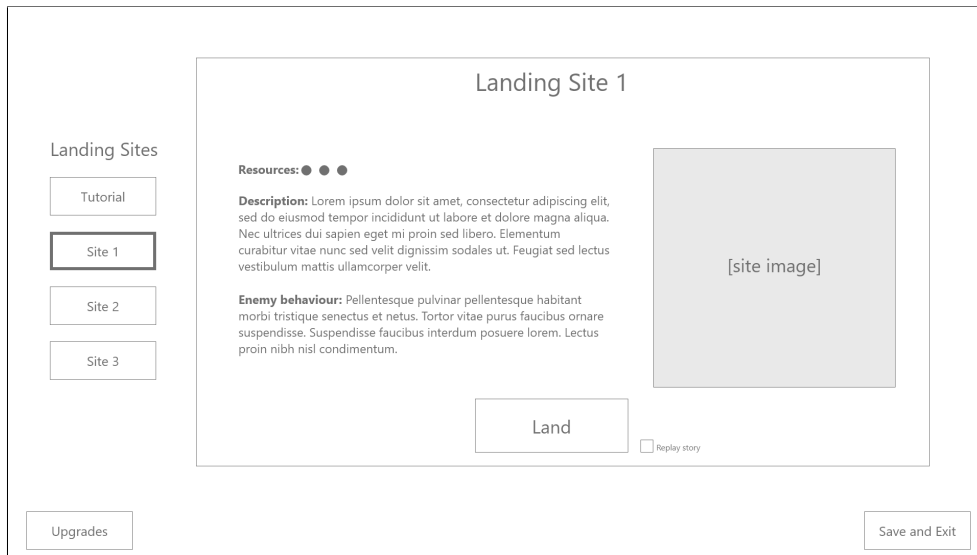 Landing Site 1
Landing Sites
Tutorial
Site 1
Site 2
Site 3
Resources:
Description: Lorem ipsum dolor sit amet, consectetur adipiscing elit,
sed do eiusmod tempor incididunt ut labore et dolore magna aliqua.
Nec ultrices dui sapien eget mi proin sed libero. Elementum
curabitur vitae nunc sed velit dignissim sodales ut. Feugiat sed lectus
vestibulum mattis ullamcorper velit.
Enemy behaviour: Pellentesque pulvinar pellentesque habitant
morbi tristique senectus et netus. Tortor vitae purus faucibus ornare
suspendisse. Suspendisse faucibus interdum posuere lorem. Lectus
proin nibh nisl condimentum.
[site image]
Land
Replay story
Upgrades
Save and Exit